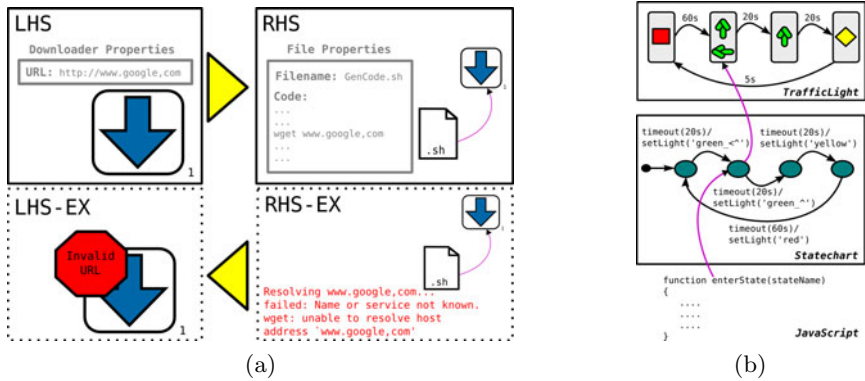 LHS
Downloader Properties
URL: http://www.google,com
1
RHS
File Properties
Filename: GenCode.sh
Code:
...
...
wget www.google,com
...
...
.sh
1
LHS-EX
Invalid
URL
1
RHS-EX
.sh
1
Resolving www.google,com...
failed: Name or service not known.
wget: unable to resolve host
address `www.google,com'
(a)
60s
20s
20s
5s
TrafficLight
timeout(20s)/
setLight('green_<^')
timeout(20s)/
setLight('yellow')
timeout(20s)/
setLight('green_^')
timeout(60s)/
setLight('red')
Statechart
function enterState(stateName)
{
....
....
....
}
JavaScript
(b)